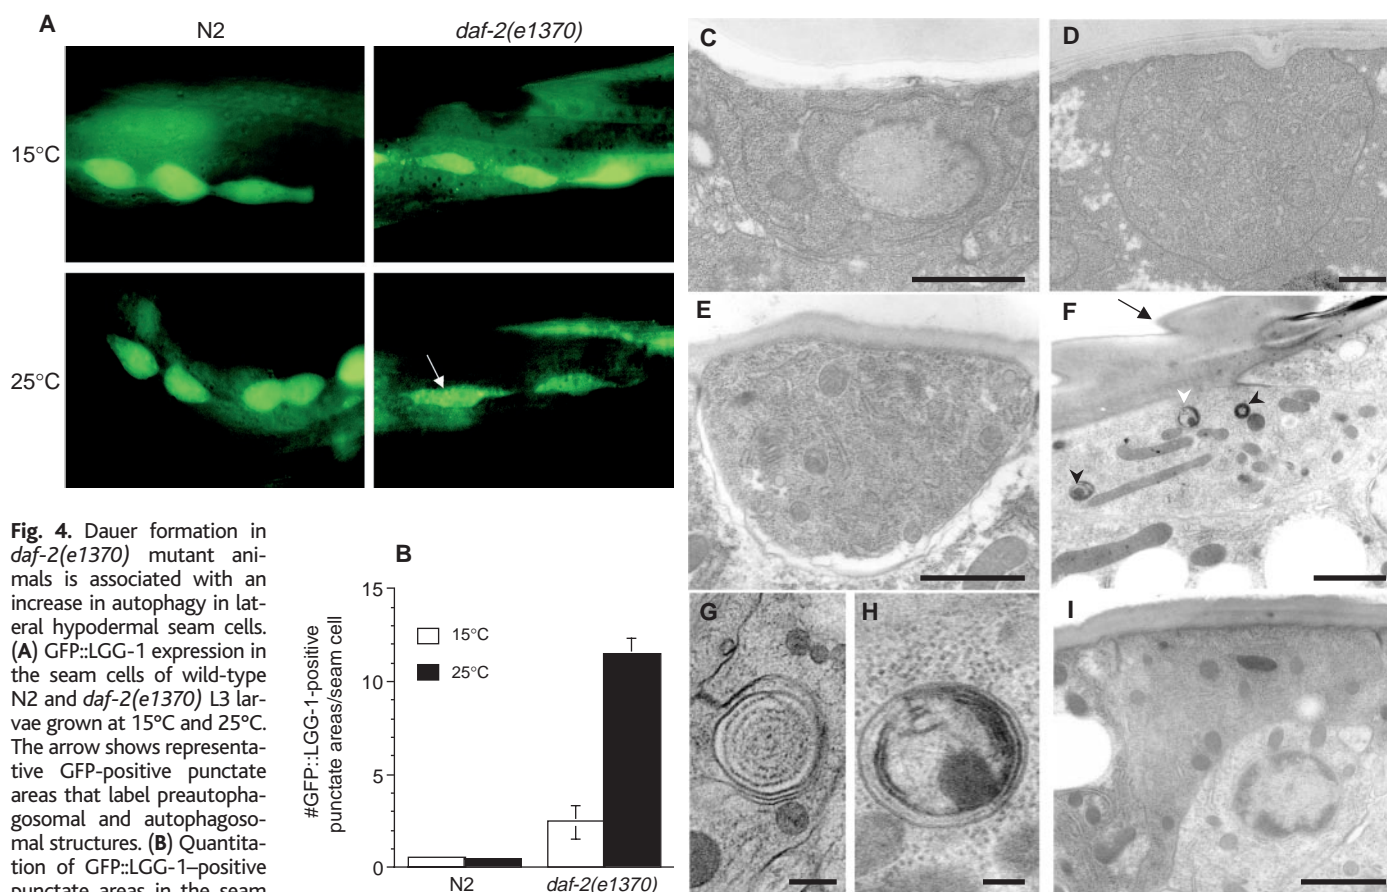 A
N2
daf-2(e1370)
15°C
25°C
C
D
E
F
G
H
I
Fig. 4. Dauer formation in
daf-2(e1370) mutant ani-
mals is associated with an
increase in autophagy in lat-
eral hypodermal seam cells.
(A) GFP::LGG-1 expression in
the seam cells of wild-type
N2 and daf-2(e1370) L3 lar-
vae grown at 15°C and 25°C.
The arrow shows representa-
tive GFP-positive punctate
areas that label preautopha-
gosomal and autophagoso-
mal structures. (B) Quantita-
tion of GFP::LGG-1–positive
punctate areas in the seam
B
#GFP::LGG-1-positive
punctate areas/seam cell
15
10
5
0
15°C
25°C
N2
daf-2(e1370)